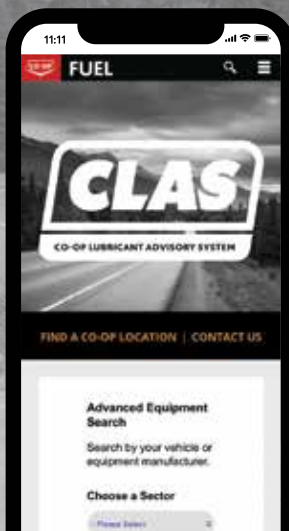 11:11
CO-OP FUEL
CLAS
CO-OP LUBRICANT ADVISORY SYSTEM
FIND A CO-OP LOCATION | CONTACT US
Advanced Equipment
Search
Search by your vehicle or
equipment manufacturer.
Choose a Sector
Please Select